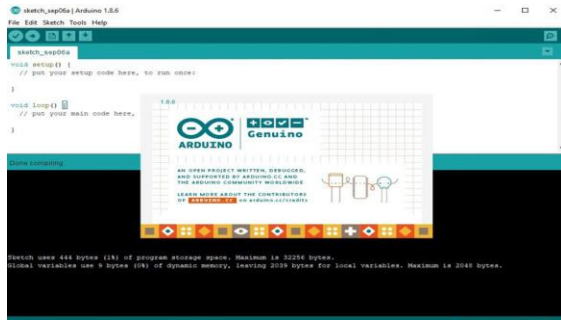 sketch_sep06a | Arduino 1.8.6
File Edit Sketch Tools Help
sketch_sep06a
void setup() {
// put your setup code here, to run once:
}
void loop() {
// put your main code here,
}
1.8.6
ARDUINO
Genuino
AN OPEN PROJECT WRITTEN, DEBUGGED,
AND SUPPORTED BY ARDUINO.CC AND
THE ARDUINO COMMUNITY WORLDWIDE
LEARN MORE ABOUT THE CONTRIBUTORS
OF ARDUINO.CC on arduino.cc/credits
Done compiling.
Sketch uses 444 bytes (1%) of program storage space. Maximum is 32256 bytes.
Global variables use 9 bytes (0%) of dynamic memory, leaving 2039 bytes for local variables. Maximum is 2048 bytes.